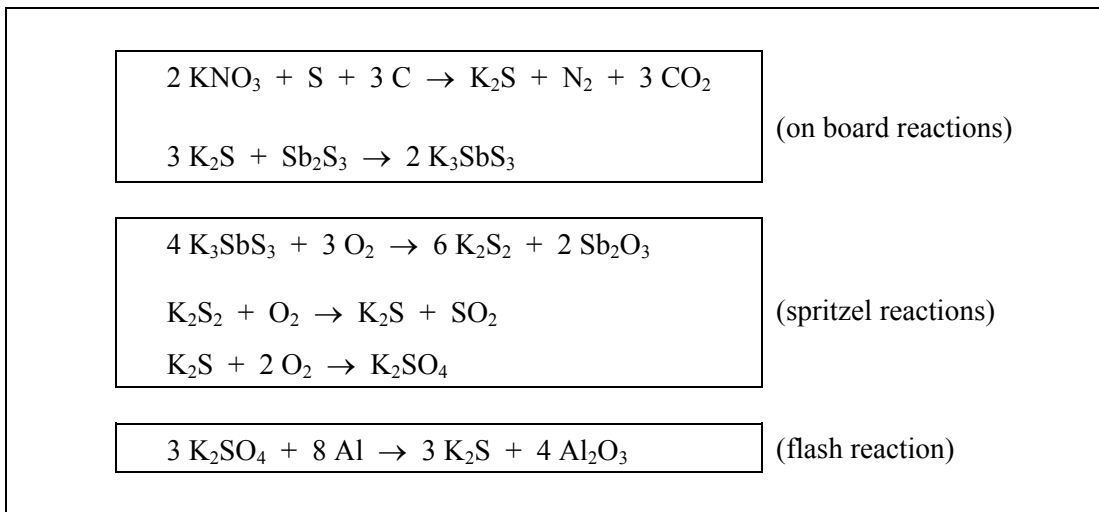 2 KNO₃ + S + 3 C → K₂S + N₂ + 3 CO₂
(on board reactions)
3 K₂S + Sb₂S₃ → 2 K₃SbS₃
4 K₃SbS₃ + 3 O₂ → 6 K₂S₂ + 2 Sb₂O₃
K₂S₂ + O₂ → K₂S + SO₂
(spritzel reactions)
K₂S + 2 O₂ → K₂SO₄
3 K₂SO₄ + 8 Al → 3 K₂S + 4 Al₂O₃
(flash reaction)